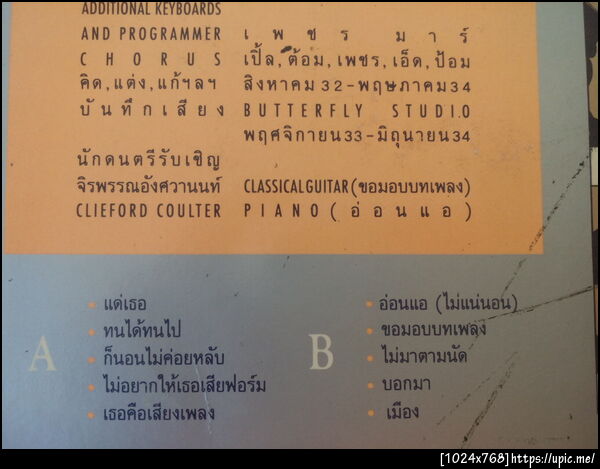 ADDITIONAL KEYBOARDS
AND PROGRAMMER เพชร มาร์
CHORUS เปิ้ล, ต้อม, เพชร, เอ็ด, ป้อม
คิด, แต่ง, แก้ฯลฯ สิงหาคม 32-พฤษภาคม 34
บันทึกเสียง BUTTERFLY STUDIO
พฤศจิกายน 33-มิถุนายน 34
นักดนตรีรับเชิญ
จิรพรรณอังศวานนท์ CLASSICAL GUITAR (ขอมอบบทเพลง)
CLIEFORD COULTER PIANO (อ่อนแอ)
A
• แด่เธอ
• ทนได้ทนไป
• ก็นอนไม่ค่อยหลับ
• ไม่อยากให้เธอเสียฟอร์ม
• เธอคือเสียงเพลง
B
• อ่อนแอ (ไม่แน่นอน)
• ขอมอบบทเพลง
• ไม่มาตามนัด
• บอกมา
• เมือง
[1024x768]https://upic.me/